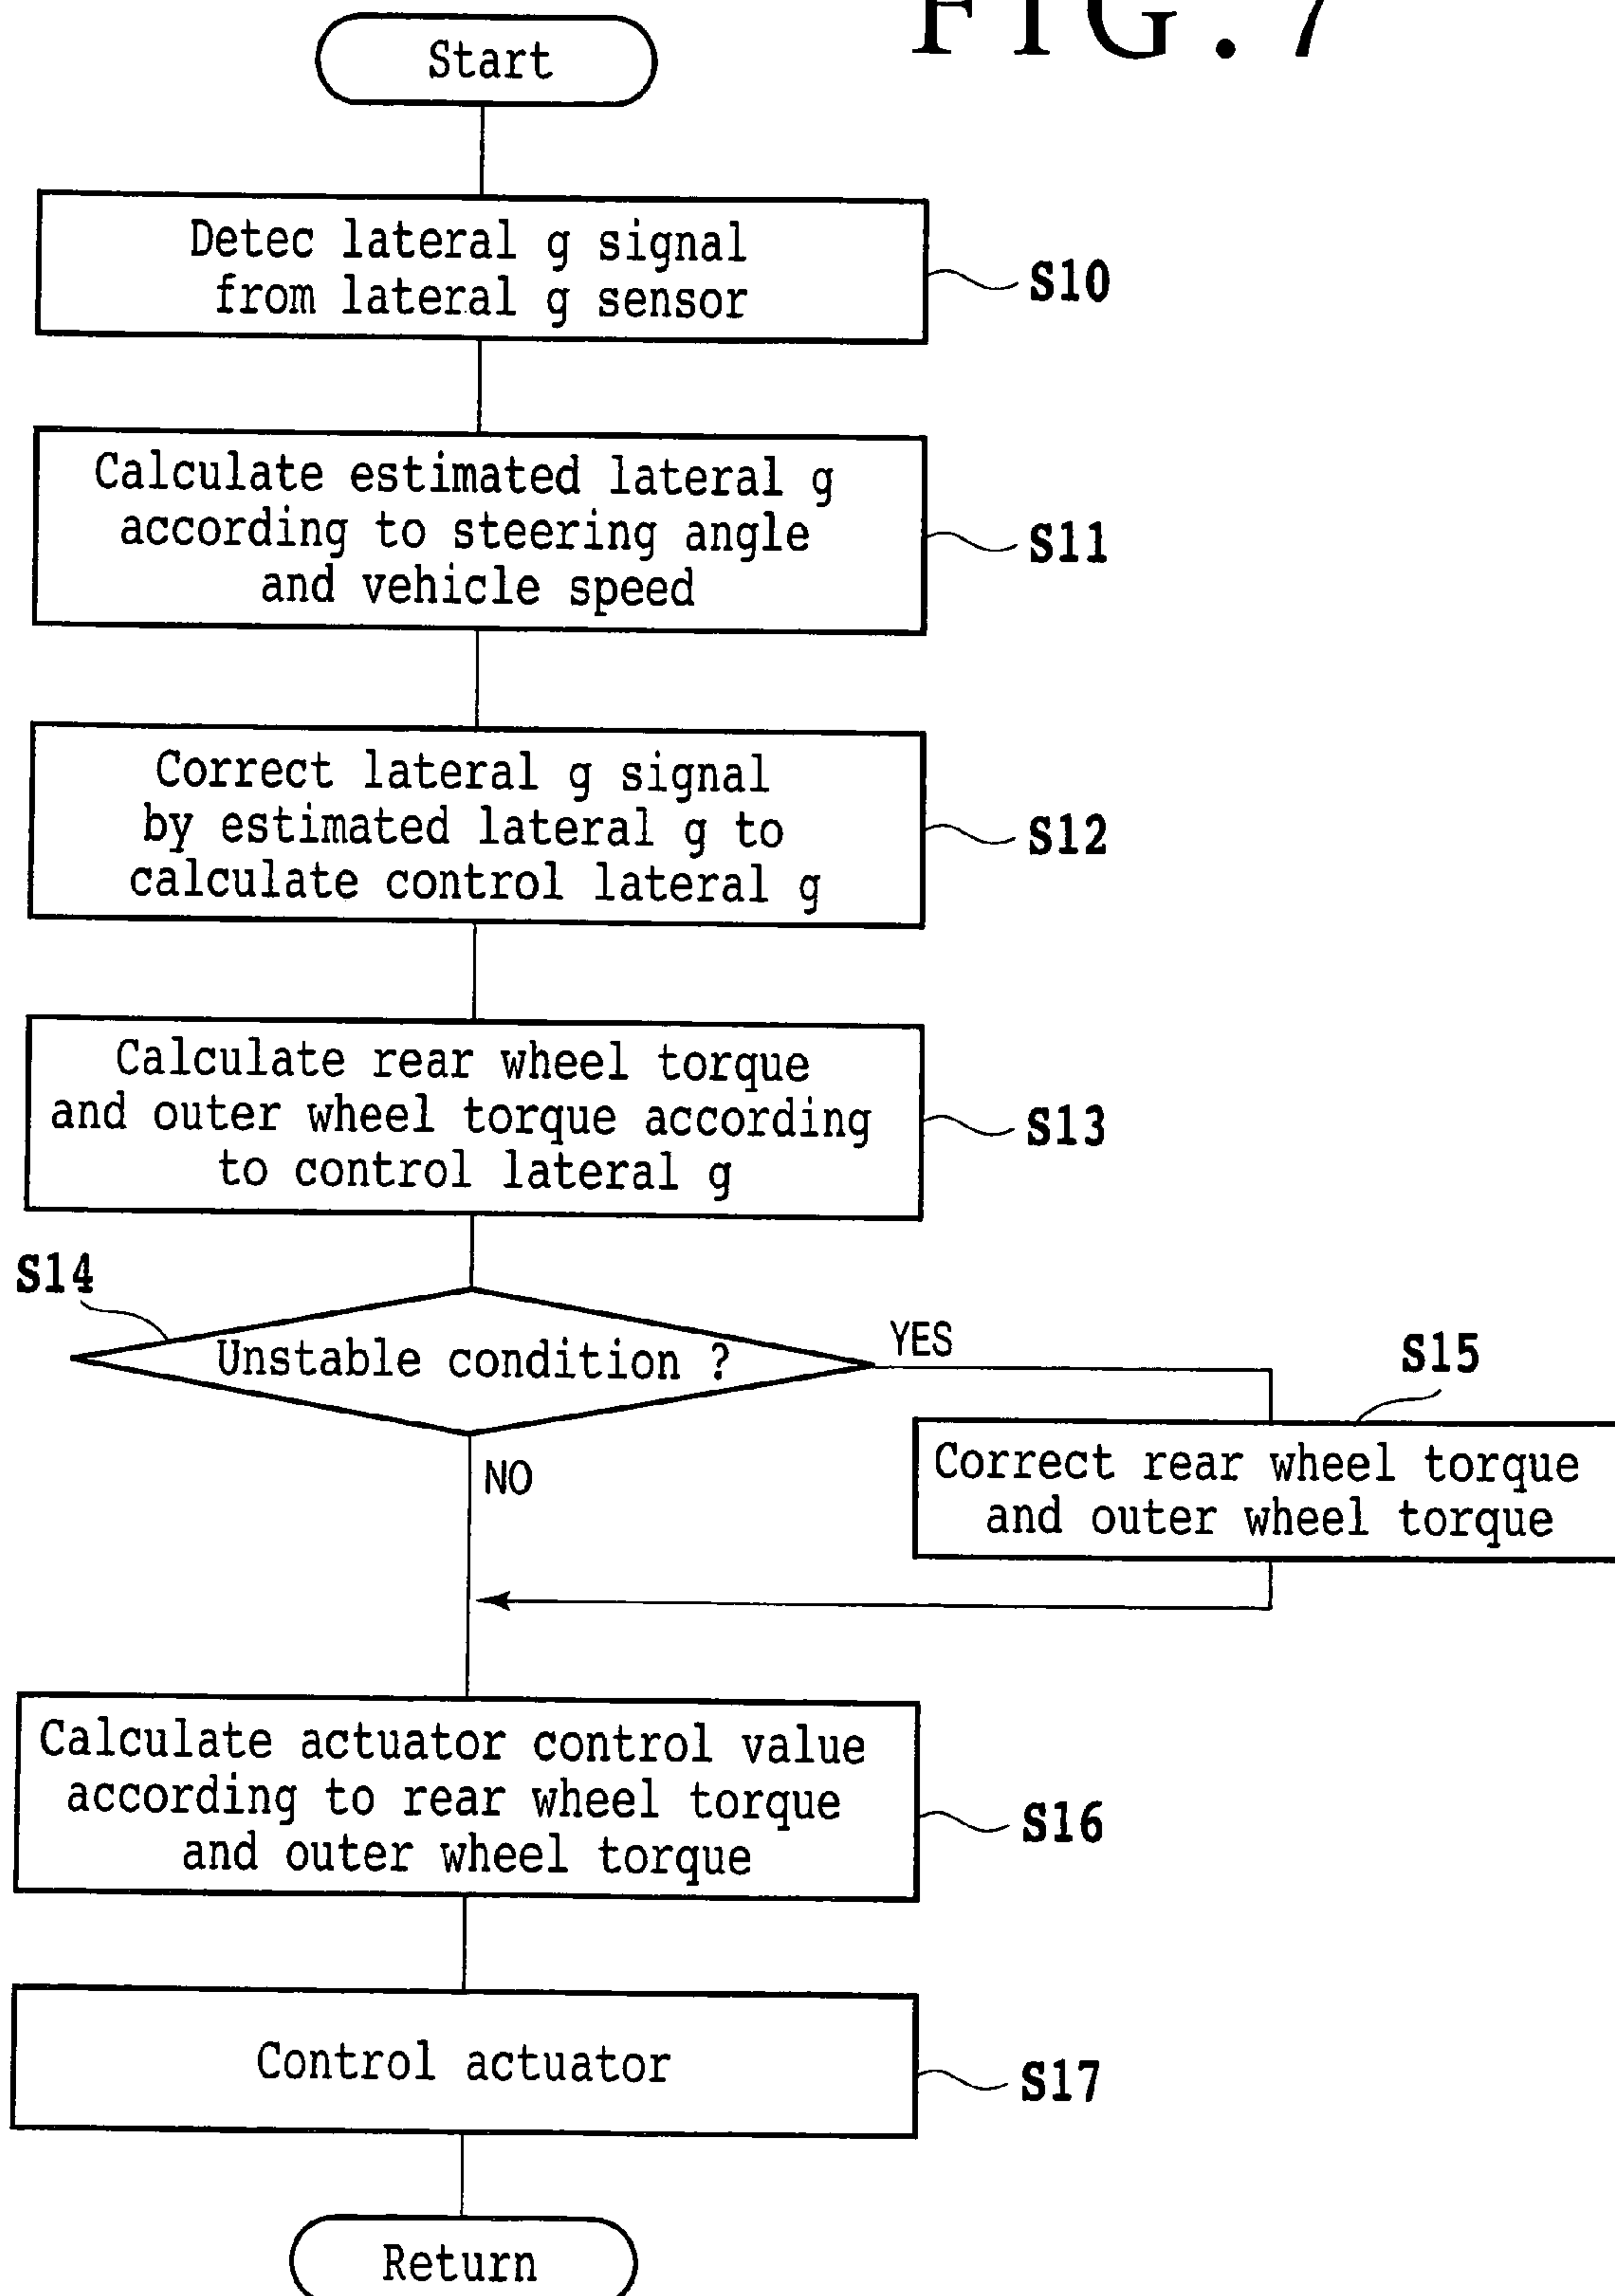 FIG. 7
Start
Detec lateral g signal
from lateral g sensor
S10
Calculate estimated lateral g
according to steering angle
and vehicle speed
S11
Correct lateral g signal
by estimated lateral g to
calculate control lateral g
S12
Calculate rear wheel torque
and outer wheel torque according
to control lateral g
S13
S14
Unstable condition ?
YES
NO
S15
Correct rear wheel torque
and outer wheel torque
Calculate actuator control value
according to rear wheel torque
and outer wheel torque
S16
Control actuator
S17
Return